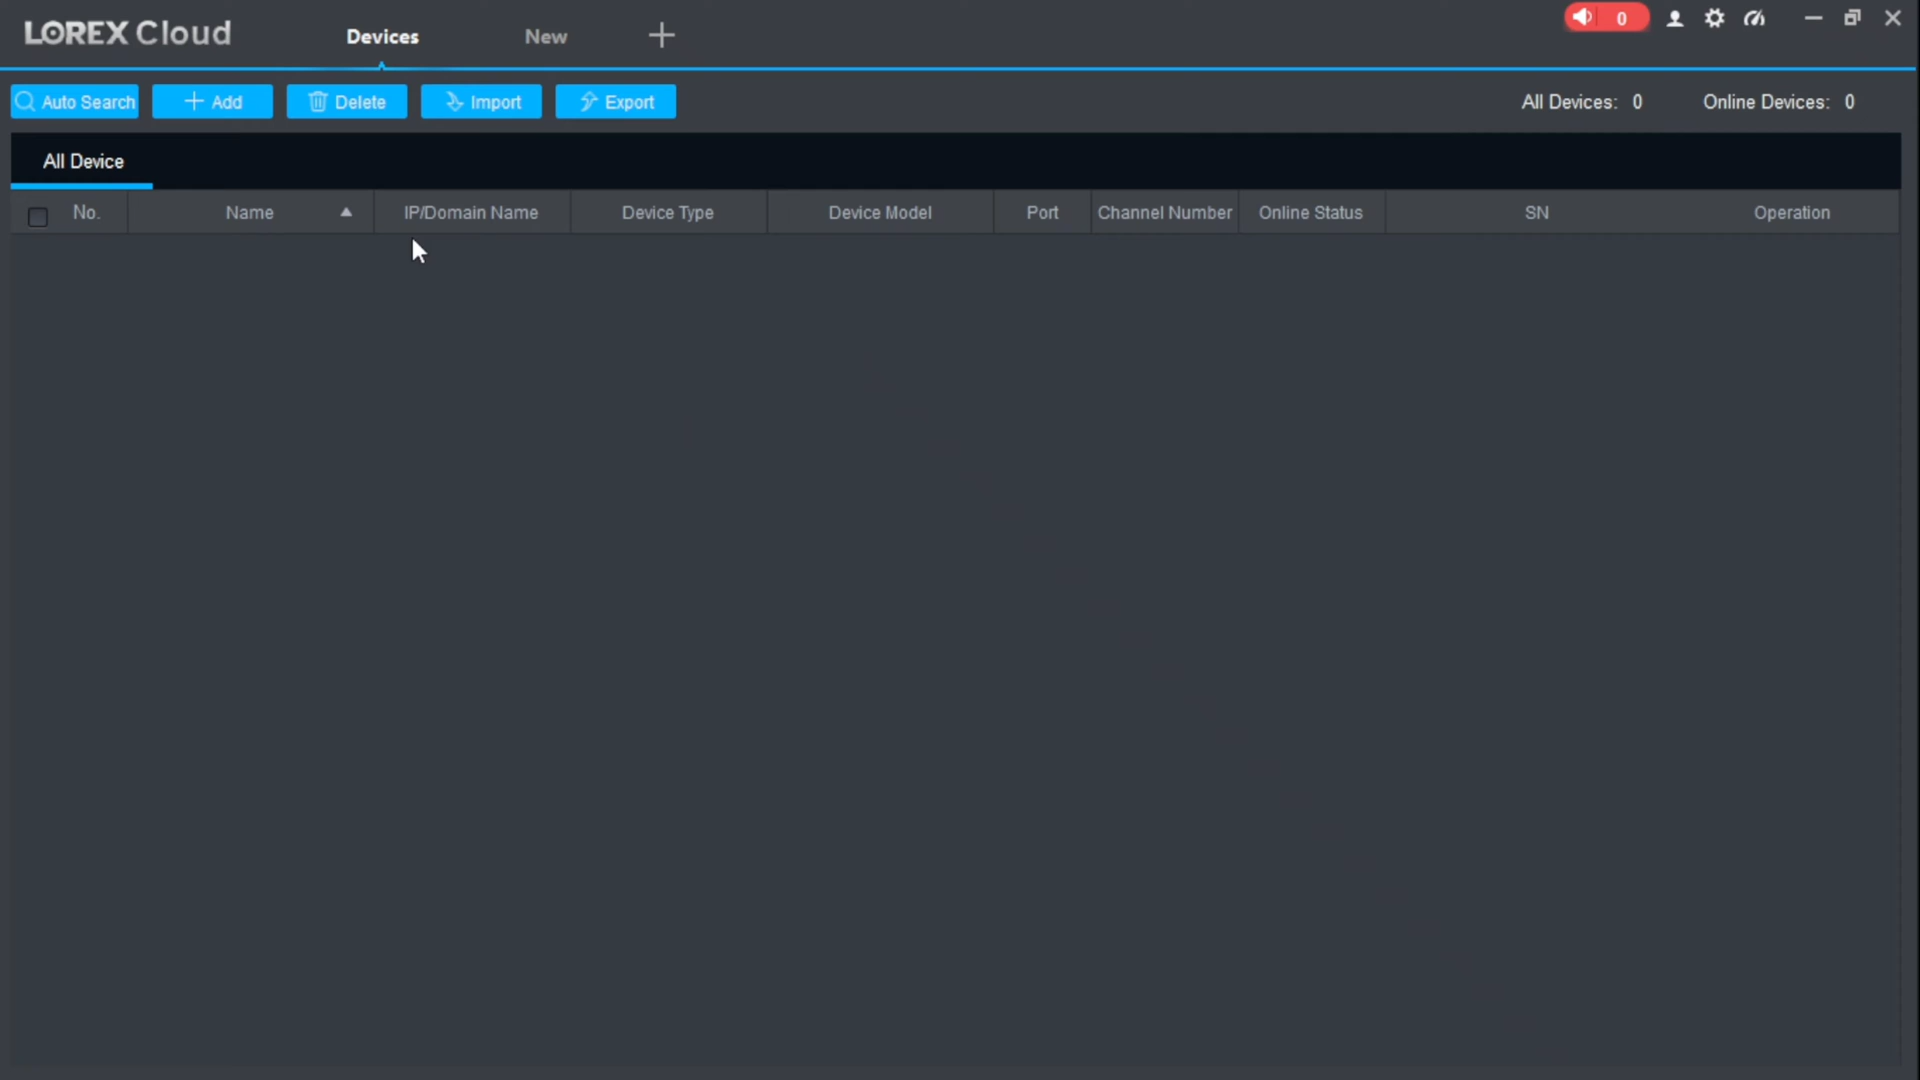 LOREX Cloud Devices New 0
Auto Search Add Delete Import Export All Devices: 0 Online Devices: 0
All Device
No. Name IP/Domain Name Device Type Device Model Port Channel Number Online Status SN Operation